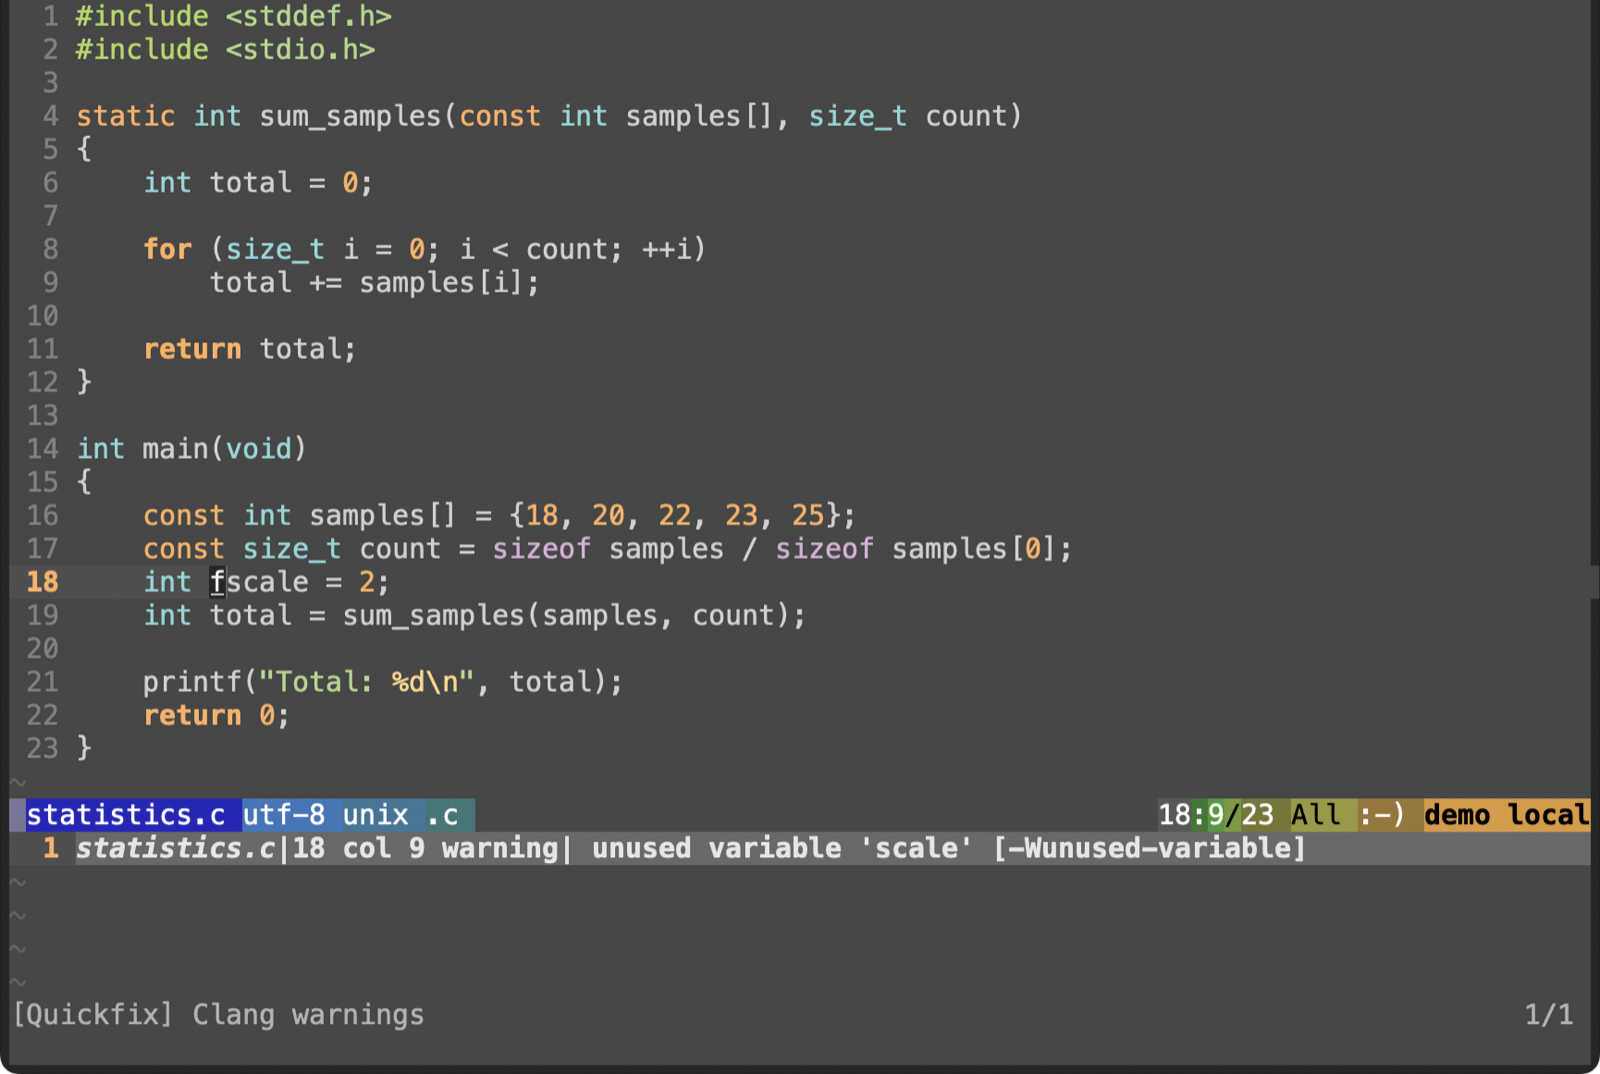 1 #include <stddef.h>
2 #include <stdio.h>
3
4 static int sum_samples(const int samples[], size_t count)
5 {
6     int total = 0;
7
8     for (size_t i = 0; i < count; ++i)
9         total += samples[i];
10
11     return total;
12 }
13
14 int main(void)
15 {
16     const int samples[] = {18, 20, 22, 23, 25};
17     const size_t count = sizeof samples / sizeof samples[0];
18     int fscale = 2;
19     int total = sum_samples(samples, count);
20
21     printf("Total: %d\n", total);
22     return 0;
23 }
~
statistics.c utf-8 unix .c 18:9/23 All :-) demo local
1 statistics.c|18 col 9 warning| unused variable 'scale' [-Wunused-variable]
~
~
~
~
[Quickfix] Clang warnings 1/1